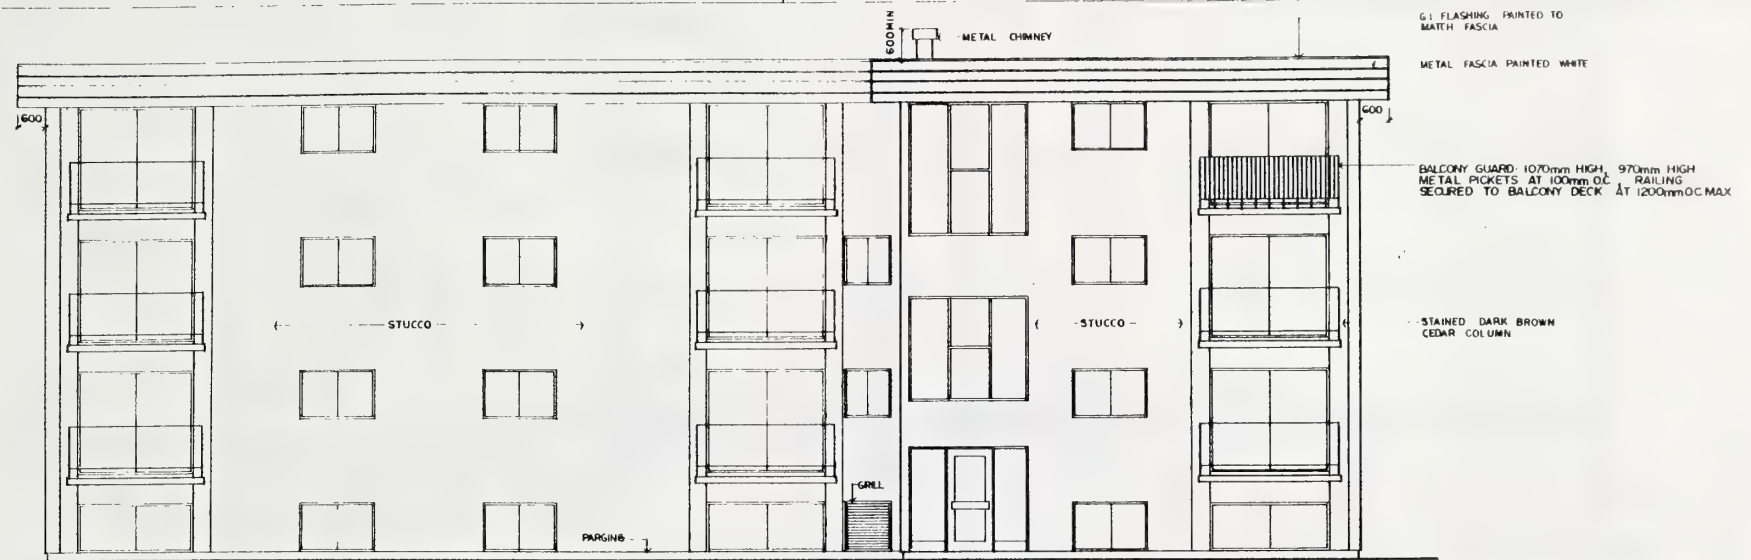 G.I. FLASHING PAINTED TO
MATCH FASCIA
600 MIN
METAL CHIMNEY
METAL FASCIA PAINTED WHITE
600
600
BALCONY GUARD: 1070mm HIGH, 970mm HIGH
METAL PICKETS AT 100mm O.C. RAILING
SECURED TO BALCONY DECK AT 1200mm O.C. MAX
STUCCO
STUCCO
STAINED DARK BROWN
CEDAR COLUMN
GRILL
PARGING